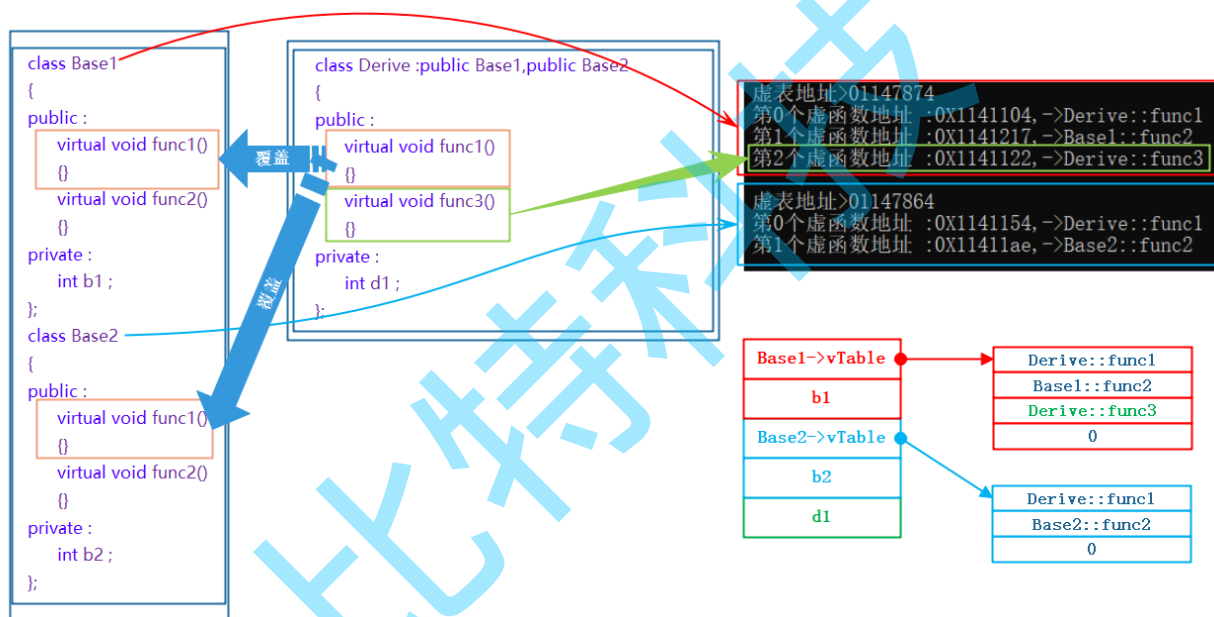 class Base1
{
public :
virtual void func1()
{}
virtual void func2()
{}
private :
int b1 ;
};
class Base2
{
public :
virtual void func1()
{}
virtual void func2()
{}
private :
int b2 ;
};
覆盖
覆盖
class Derive :public Base1,public Base2
{
public :
virtual void func1()
{}
virtual void func3()
{}
private :
int d1 ;
};
虚表地址>01147874
第0个虚函数地址 :0X1141104,->Derive::func1
第1个虚函数地址 :0X1141217,->Base1::func2
第2个虚函数地址 :0X1141122,->Derive::func3
虚表地址>01147864
第0个虚函数地址 :0X1141154,->Derive::func1
第1个虚函数地址 :0X11411ae,->Base2::func2
Base1->vTable
b1
Base2->vTable
b2
d1
Derive::func1
Base1::func2
Derive::func3
0
Derive::func1
Base2::func2
0
比特科技